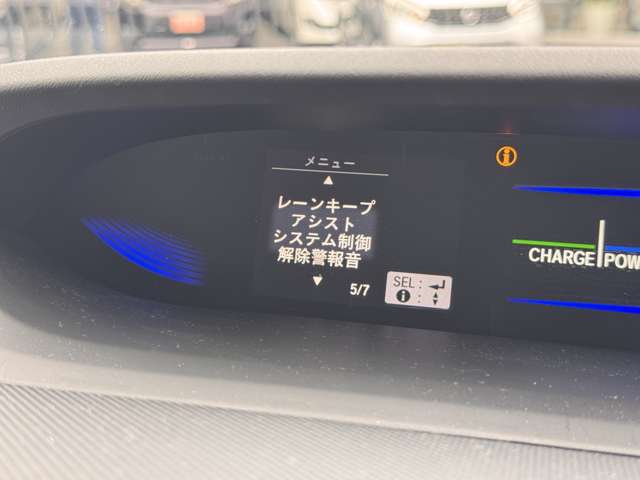 メニュー
▲
レーンキープ
アシスト
システム制御
解除警報音
▼
5/7
SEL :
i :
CHARGE
POW